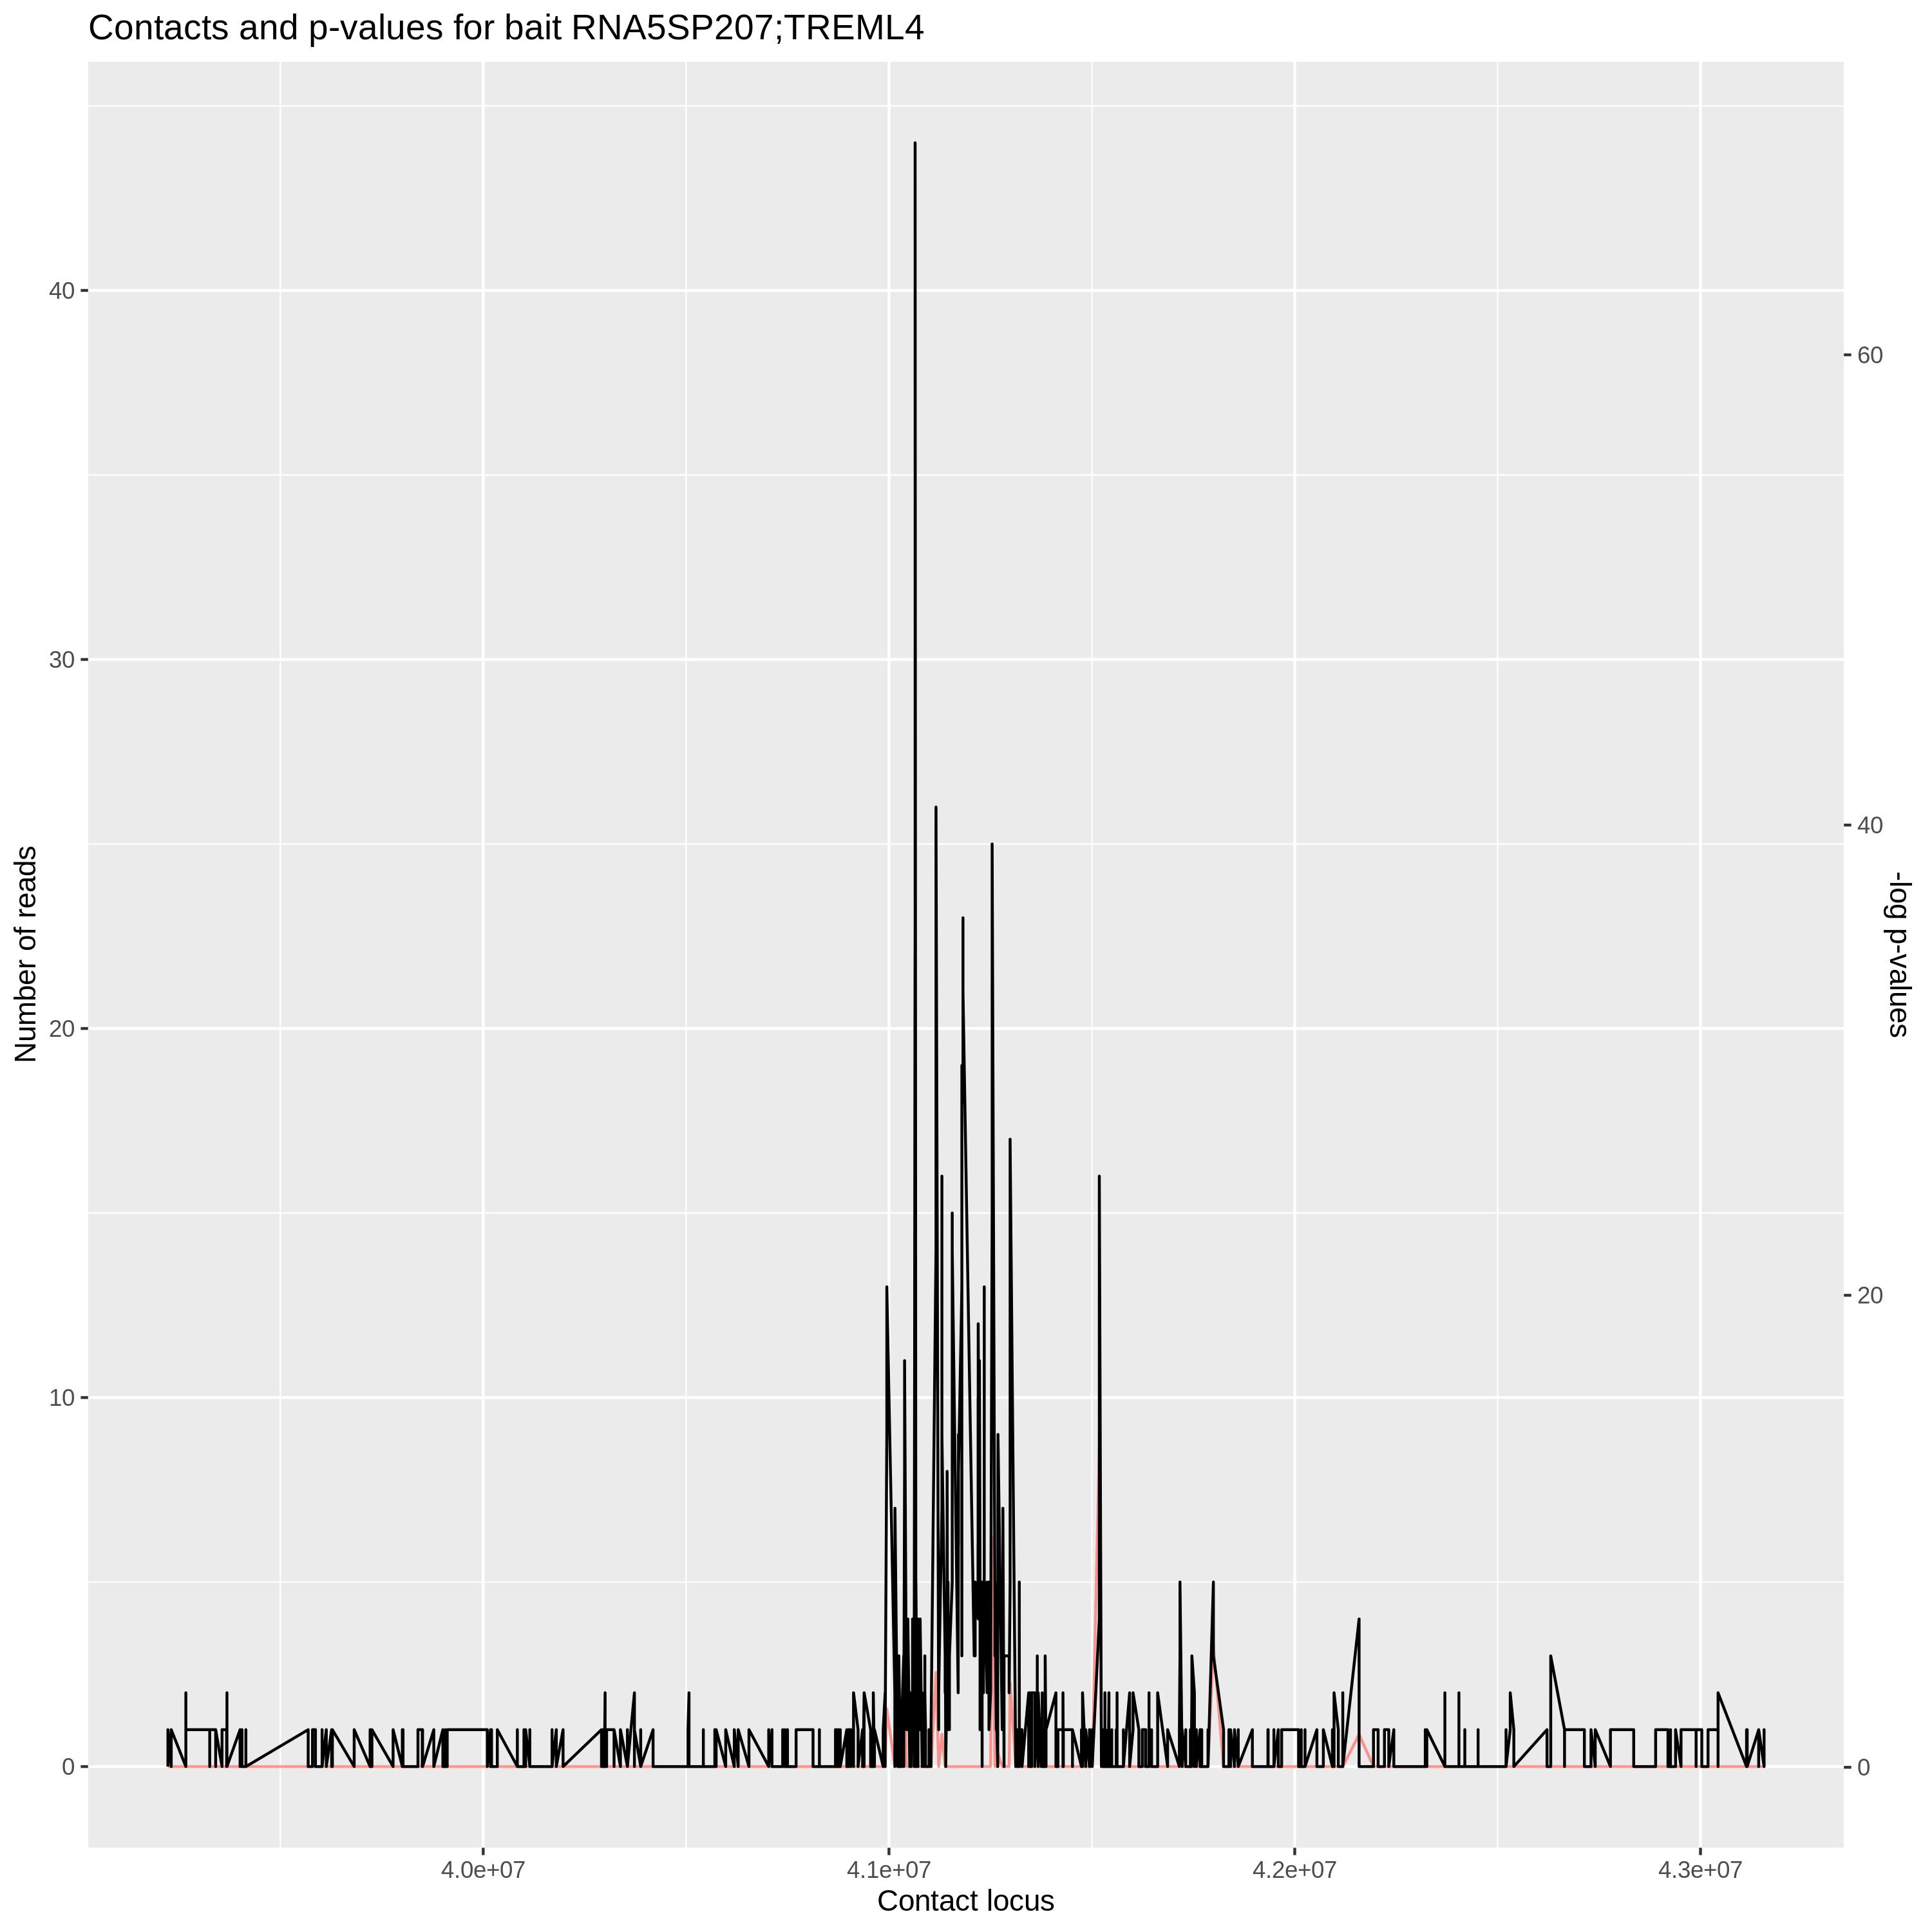 Contacts and p-values for bait RNA5SP207;TREML4
40
30
20
10
0
Number of reads
60
40
20
0
-log p-values
4.0e+07 4.1e+07 4.2e+07 4.3e+07
Contact locus